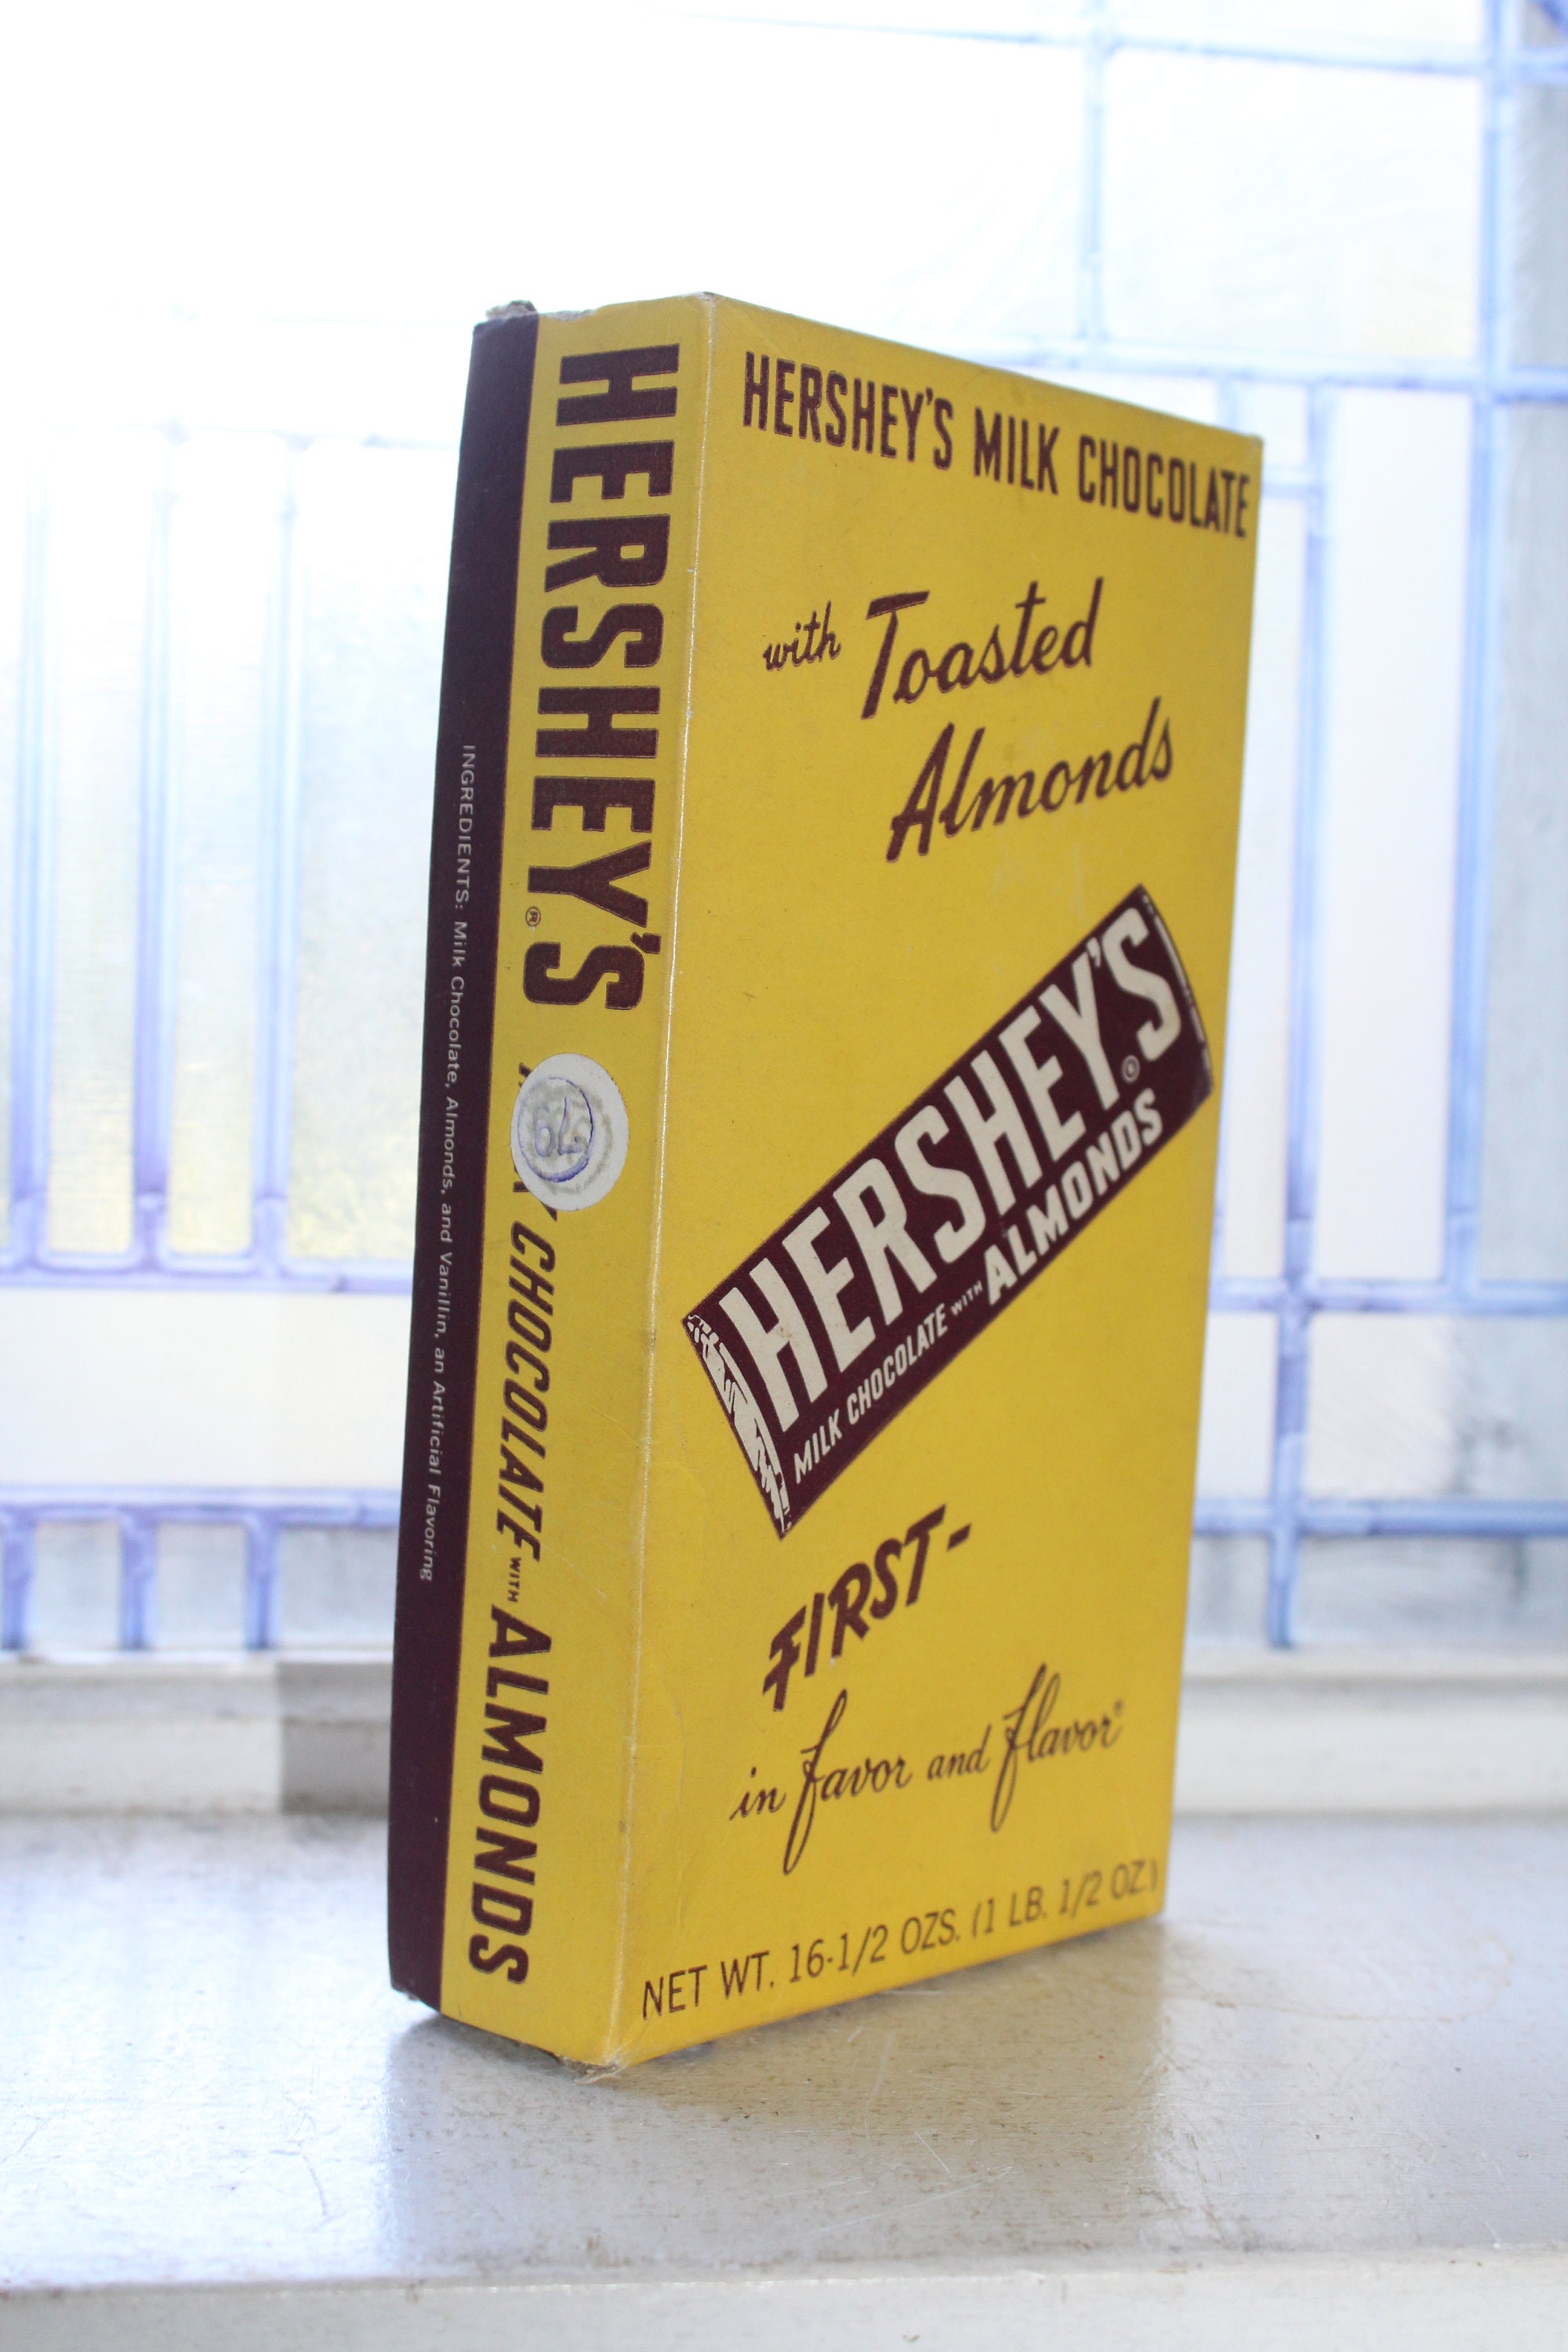 HERSHEY'S MILK CHOCOLATE
with Toasted
Almonds
HERSHEY'S®
MILK CHOCOLATE WITH ALMONDS
FIRST-
in favor and flavor®
NET WT. 16-1/2 OZS. (1 LB. 1/2 OZ.)
HERSHEY'S®
CHOCOLATE WITH ALMONDS
INGREDIENTS: Milk Chocolate, Almonds, and Vanillin, an Artificial Flavoring